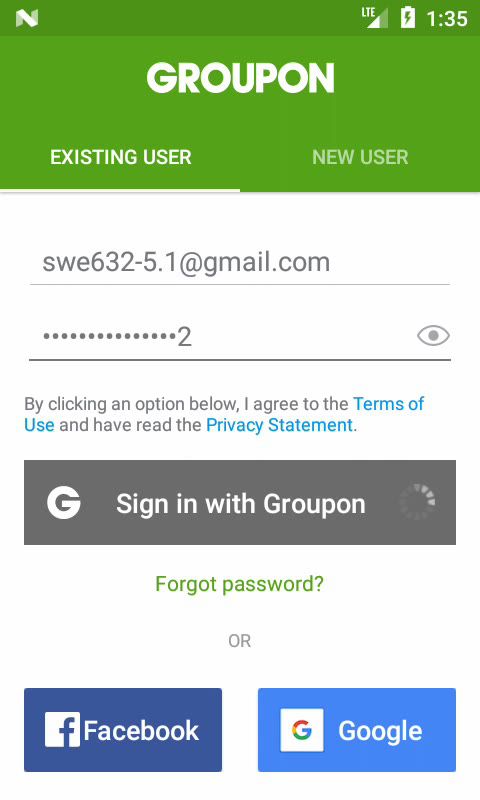 LTE 1:35
GROUPON
EXISTING USER NEW USER
swe632-5.1@gmail.com
•••••••••••••••2
By clicking an option below, I agree to the Terms of
Use and have read the Privacy Statement.
G Sign in with Groupon
Forgot password?
OR
f Facebook G Google